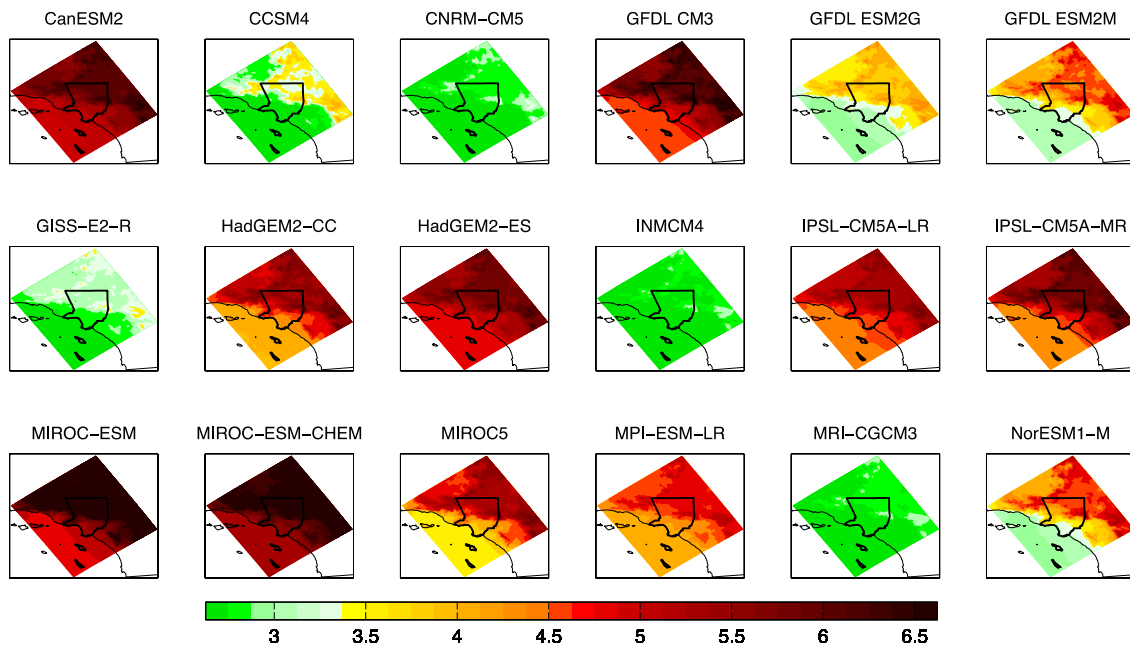 CanESM2 CCSM4 CNRM−CM5 GFDL CM3 GFDL ESM2G GFDL ESM2M
GISS−E2−R HadGEM2−CC HadGEM2−ES INMCM4 IPSL−CM5A−LR IPSL−CM5A−MR
MIROC−ESM MIROC−ESM−CHEM MIROC5 MPI−ESM−LR MRI−CGCM3 NorESM1−M
3 3.5 4 4.5 5 5.5 6 6.5